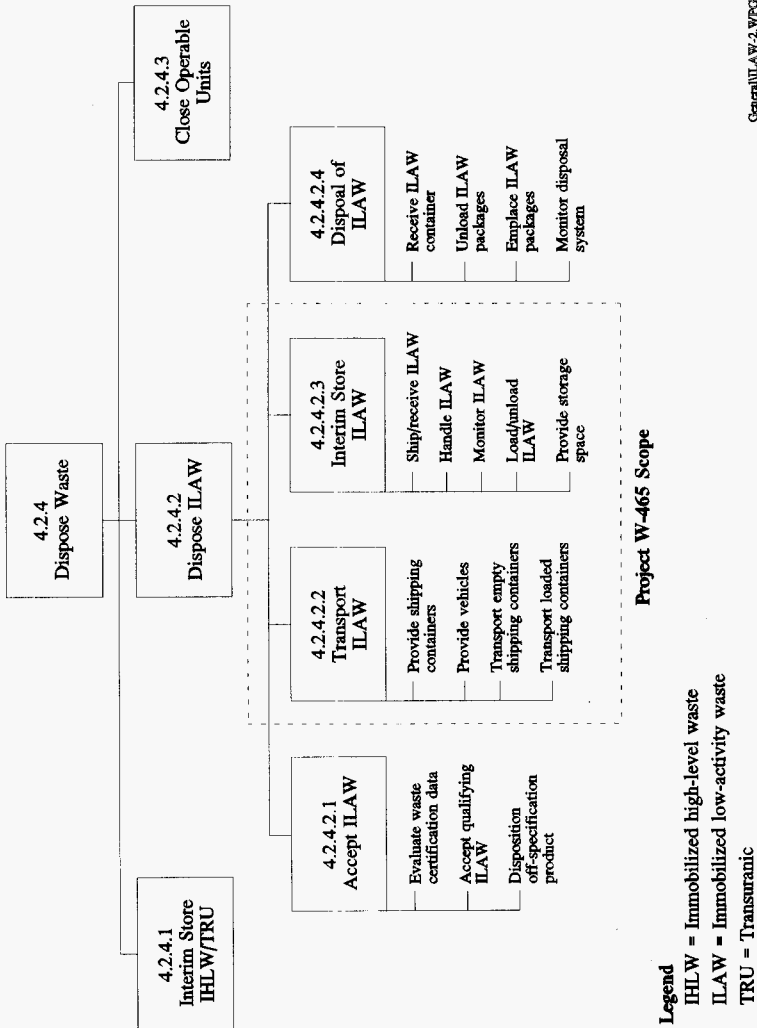 4.2.4
Dispose Waste
4.2.4.1
Interim Store
IHLW/TRU
4.2.4.2
Dispose ILAW
4.2.4.3
Close Operable
Units
4.2.4.2.1
Accept ILAW
Evaluate waste
certification data
Accept qualifying
ILAW
Disposition
off-specification
product
4.2.4.2.2
Transport
ILAW
Provide shipping
containers
Provide vehicles
Transport empty
shipping containers
Transport loaded
shipping containers
4.2.4.2.3
Interim Store
ILAW
Ship/receive ILAW
Handle ILAW
Monitor ILAW
Load/unload
ILAW
Provide storage
space
4.2.4.2.4
Dispoal of
ILAW
Receive ILAW
container
Unload ILAW
packages
Emplace ILAW
packages
Monitor disposal
system
Project W-465 Scope
Legend
IHLW = Immobilized high-level waste
ILAW = Immobilized low-activity waste
TRU = Transuranic
General\ILAW-2.WPG